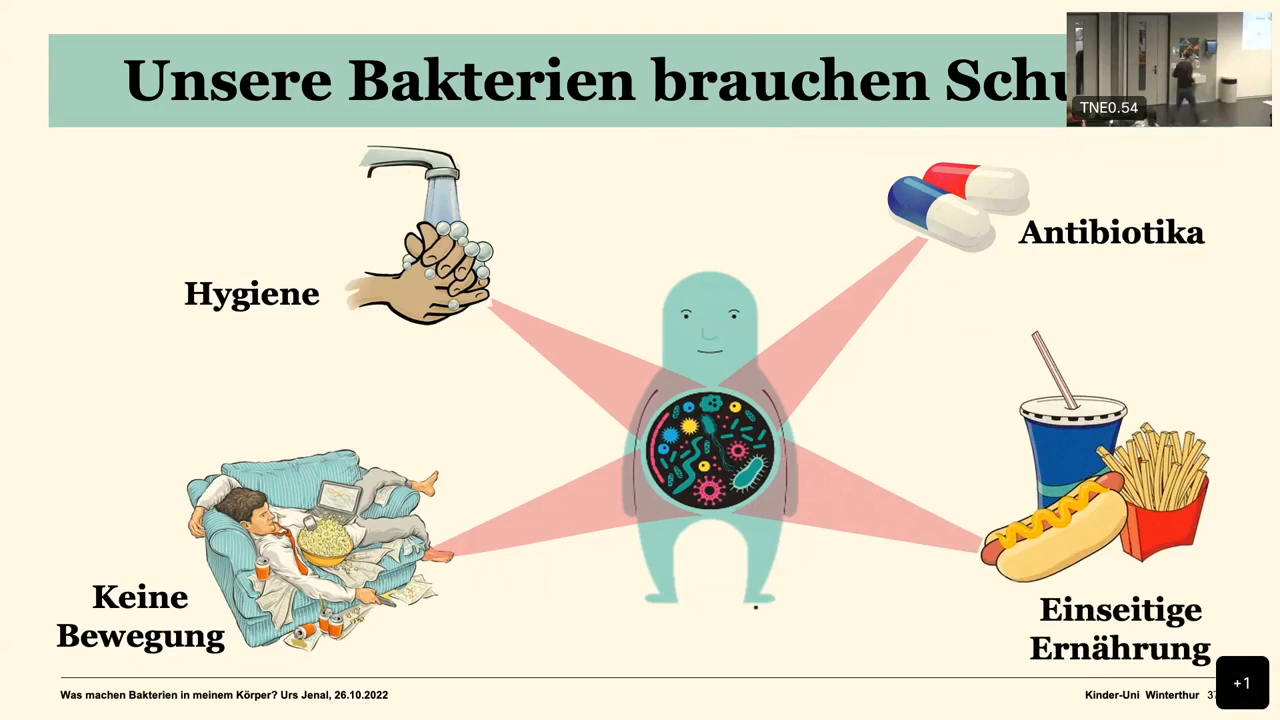 Unsere Bakterien brauchen
TNE0.54
Antibiotika
Hygiene
Keine
Bewegung
Einseitige
Ernährung
Was machen Bakterien in meinem Körper? Urs Jenal, 26.10.2022
Kinder-Uni Winterthur
+1